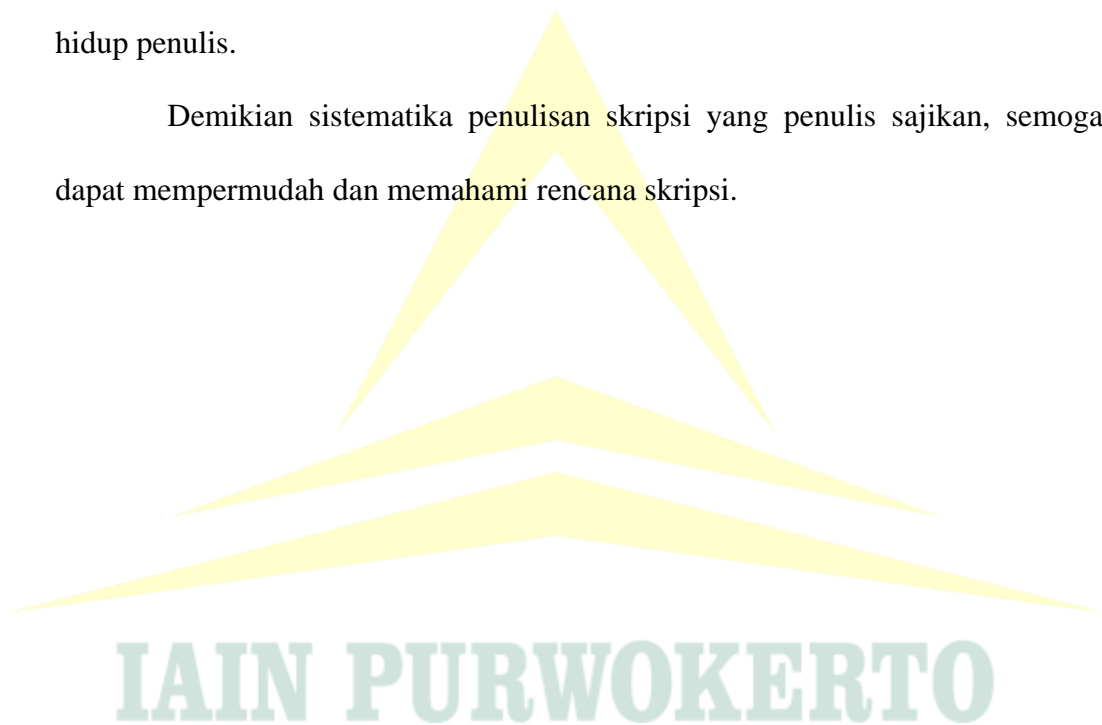 hidup penulis.
Demikian sistematika penulisan skripsi yang penulis sajikan, semoga
dapat mempermudah dan memahami rencana skripsi.
IAIN PURWOKERTO